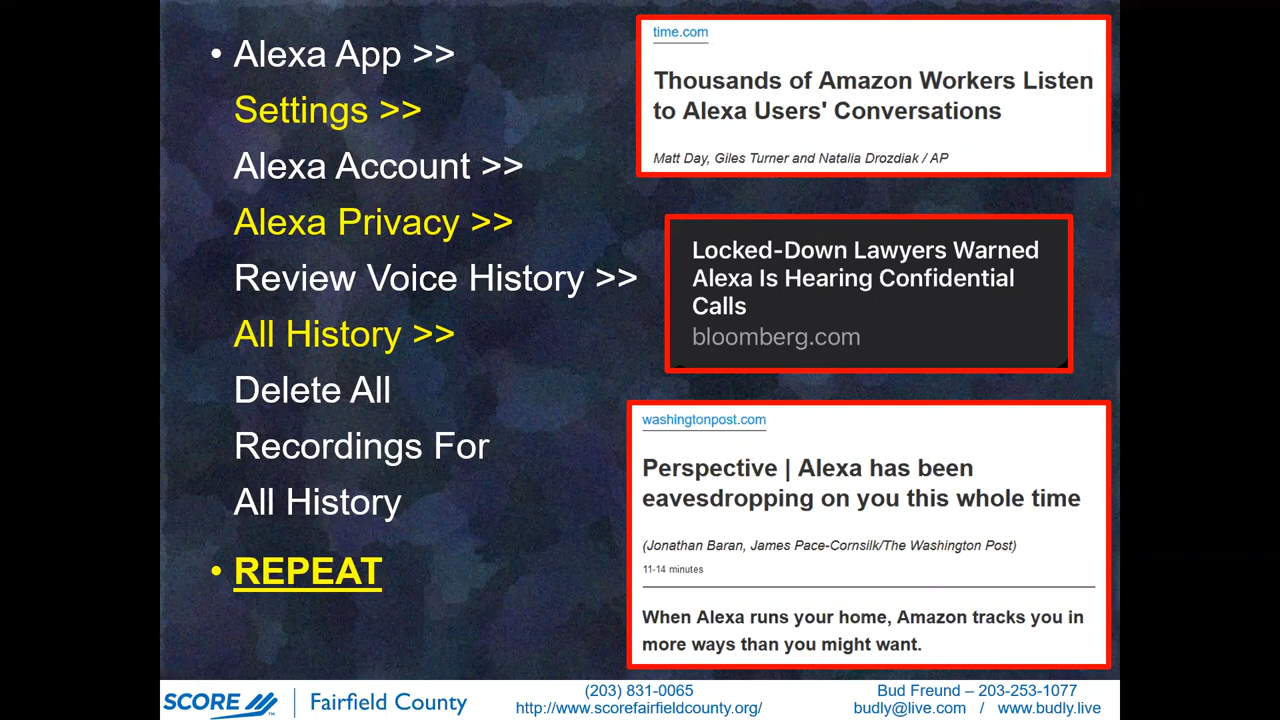 • Alexa App >>
Settings >>
Alexa Account >>
Alexa Privacy >>
Review Voice History >>
All History >>
Delete All
Recordings For
All History
• REPEAT
time.com
Thousands of Amazon Workers Listen
to Alexa Users' Conversations
Matt Day, Giles Turner and Natalia Drozdiak / AP
Locked-Down Lawyers Warned
Alexa Is Hearing Confidential
Calls
bloomberg.com
washingtonpost.com
Perspective | Alexa has been
eavesdropping on you this whole time
(Jonathan Baran, James Pace-Cornsilk/The Washington Post)
11-14 minutes
When Alexa runs your home, Amazon tracks you in
more ways than you might want.
SCORE TM | Fairfield County
(203) 831-0065
http://www.scorefairfieldcounty.org/
Bud Freund – 203-253-1077
budly@live.com / www.budly.live